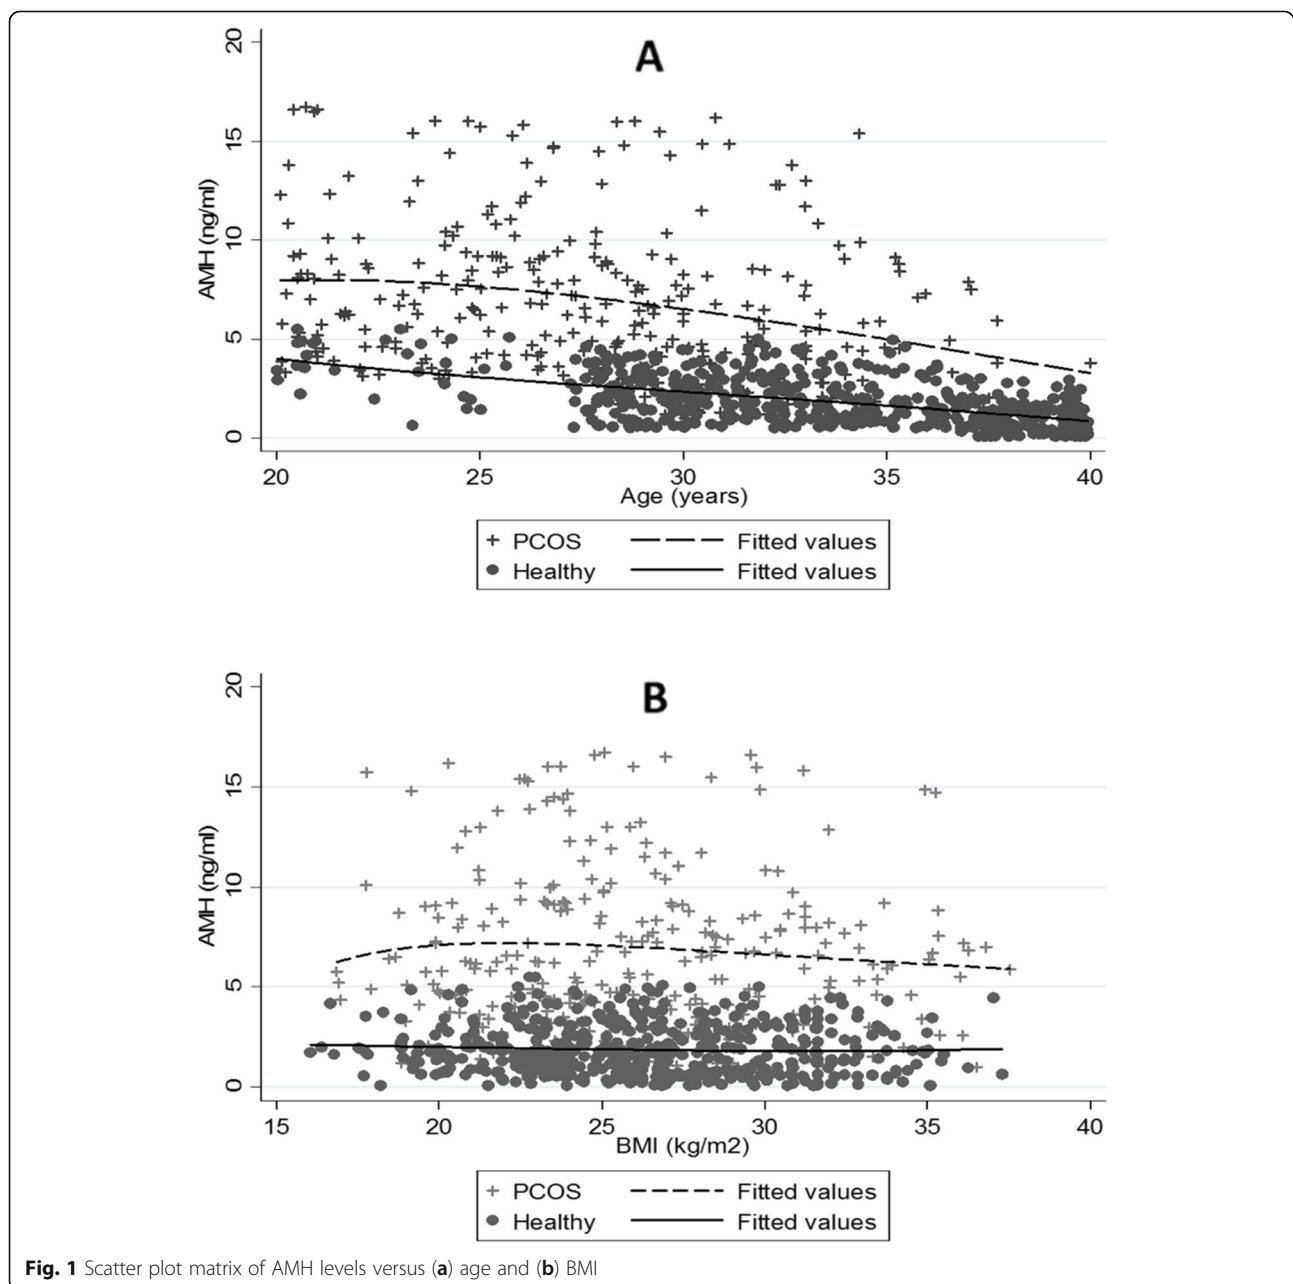 A
20
15
10
5
0
AMH (ng/ml)
20 25 30 35 40
Age (years)
PCOS Fitted values
Healthy Fitted values
B
20
15
10
5
0
AMH (ng/ml)
15 20 25 30 35 40
BMI (kg/m2)
PCOS Fitted values
Healthy Fitted values
Fig. 1 Scatter plot matrix of AMH levels versus (a) age and (b) BMI